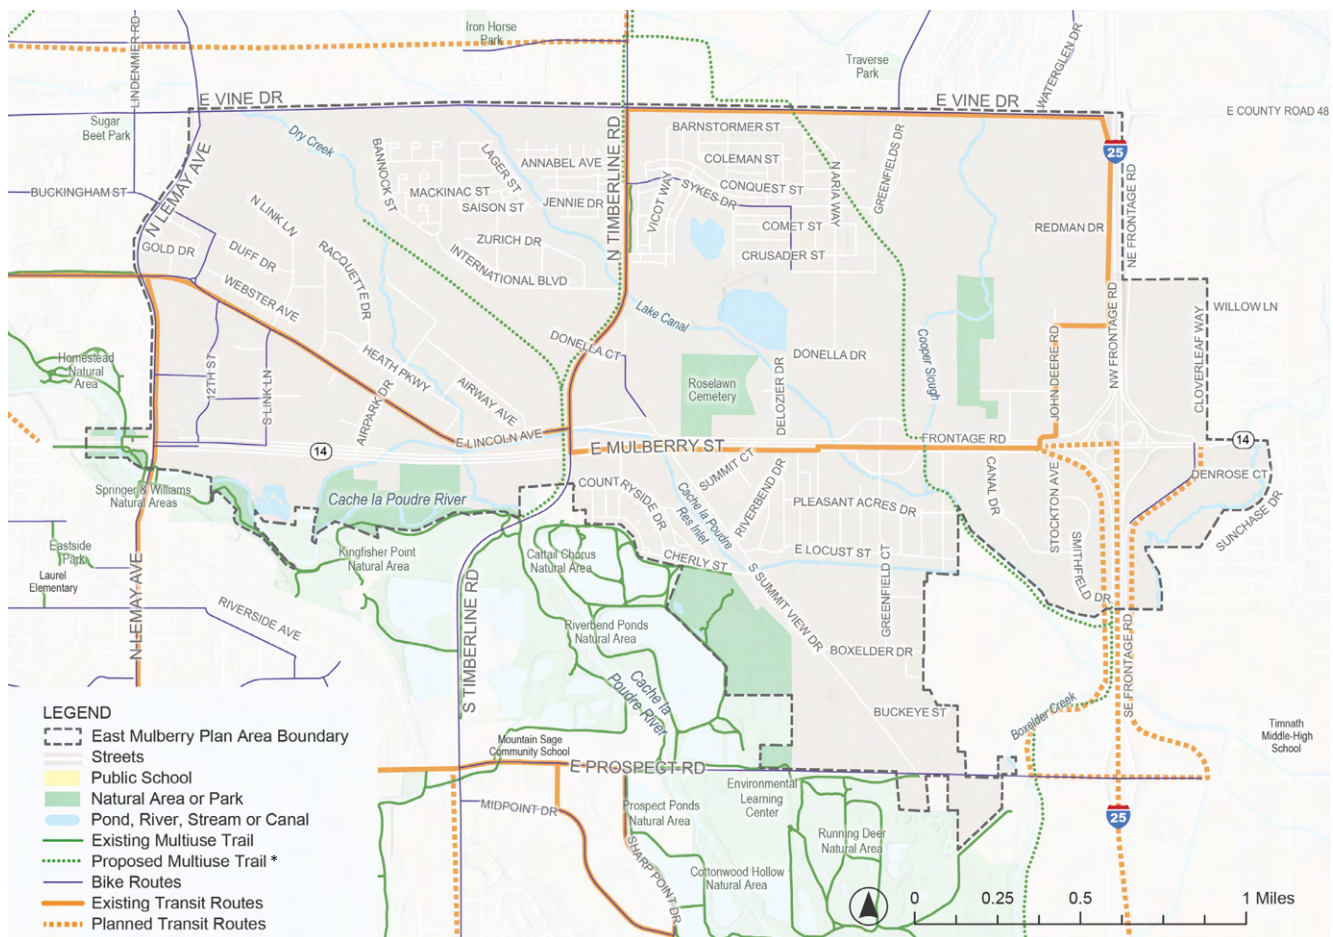 Iron Horse
Park
LINDENMIER RD
WATERGLEN DR
Traverse
Park
E VINE DR
E VINE DR
E COUNTY ROAD 48
Sugar
Beet Park
Dry Creek
BARNSTORMER ST
25
BANNOCK ST
LAGER ST
ANNABEL AVE
COLEMAN ST
N TIMBERLINE RD
N LEMAY AVE
BUCKINGHAM ST
MACKINAC ST
SAISON ST
JENNIE DR
VICOT WAY
SYKES DR
CONQUEST ST
N ARIA WAY
GREENFIELDS DR
NE FRONTAGE RD
N LINK LN
COMET ST
REDMAN DR
GOLD DR
DUFF DR
RACQUETTE DR
ZURICH DR
INTERNATIONAL BLVD
CRUSADER ST
WEBSTER AVE
Lake Canal
WILLOW LN
CLOVERLEAF WAY
NW FRONTAGE RD
JOHN DEERE RD
Cooper Slough
DONELLA CT
DONELLA DR
Homestead
Natural
Area
12TH ST
S LINK LN
HEATH PKWY
AIRPARK DR
AIRWAY AVE
Roselawn
Cemetery
DELOZIER DR
E LINCOLN AVE
E MULBERRY ST
FRONTAGE RD
14
14
SUMMIT CT
DENROSE CT
Springer & Williams
Natural Areas
Cache la Poudre River
COUNTRYSIDE DR
Cache la Poudre
Res Inlet
RIVERBEND DR
PLEASANT ACRES DR
CANAL DR
STOCKTON AVE
SUNCHASE DR
Eastside
Park
Laurel
Elementary
Kingfisher Point
Natural Area
Cattail Chorus
Natural Area
CHERLY ST
E LOCUST ST
SMITHFIELD DR
N LEMAY AVE
RIVERSIDE AVE
S TIMBERLINE RD
Riverbend Ponds
Natural Area
S SUMMIT VIEW DR
GREENFIELD CT
BOXELDER DR
SE FRONTAGE RD
Cache la
Poudre River
BUCKEYE ST
Boxelder Creek
Timnath
Middle-High
School
Mountain Sage
Community School
E PROSPECT RD
MIDPOINT DR
Prospect Ponds
Natural Area
Environmental
Learning
Center
25
SHARP POINT DR
Running Deer
Natural Area
Cottonwood Hollow
Natural Area
LEGEND
East Mulberry Plan Area Boundary
Streets
Public School
Natural Area or Park
Pond, River, Stream or Canal
Existing Multiuse Trail
Proposed Multiuse Trail *
Bike Routes
Existing Transit Routes
Planned Transit Routes
0 0.25 0.5 1 Miles